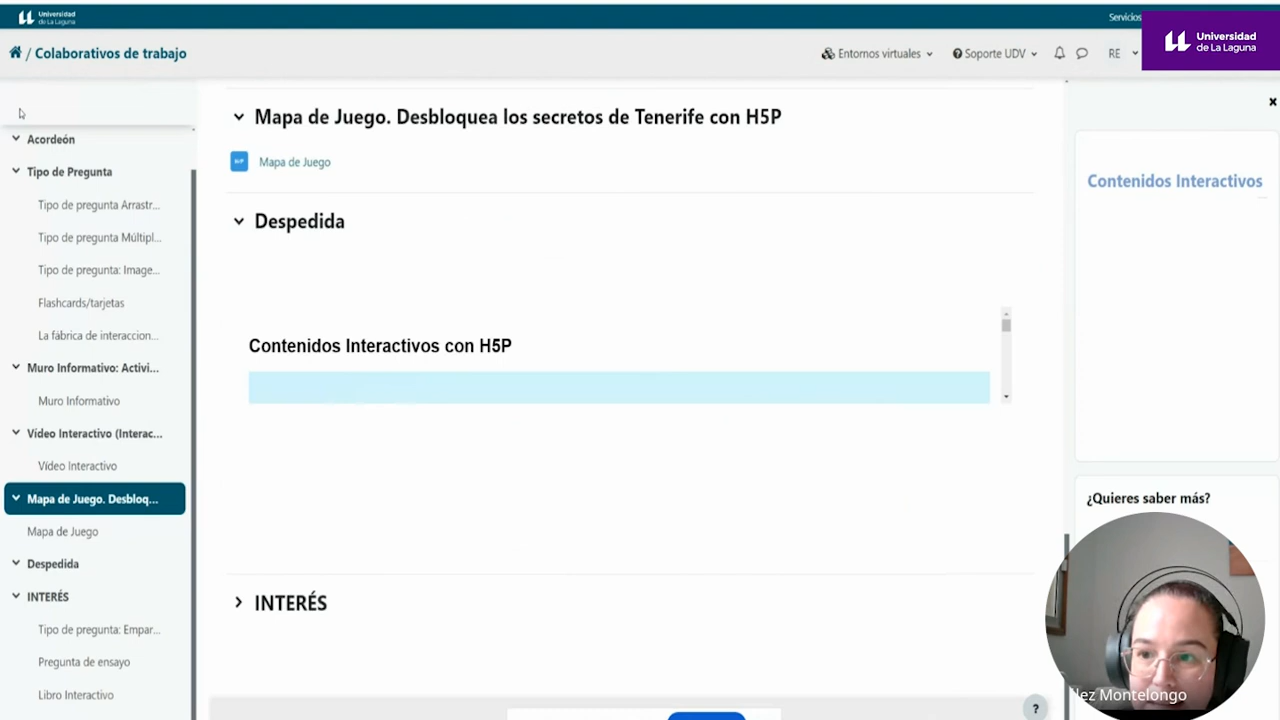 Universidad
de La Laguna
Servicios
/ Colaborativos de trabajo
Entornos virtuales
Soporte UDV
RE
Universidad
de La Laguna
Acordeón
Tipo de Pregunta
Tipo de pregunta Arrastr...
Tipo de pregunta Múltipl...
Tipo de pregunta: Image...
Flashcards/tarjetas
La fábrica de interaccion...
Muro Informativo: Activi...
Muro Informativo
Vídeo Interactivo (Interac...
Vídeo Interactivo
Mapa de Juego. Desbloq...
Mapa de Juego
Despedida
INTERÉS
Tipo de pregunta: Empar...
Pregunta de ensayo
Libro Interactivo
Mapa de Juego. Desbloquea los secretos de Tenerife con H5P
H-P
Mapa de Juego
Despedida
Contenidos Interactivos con H5P
INTERÉS
?
x
Contenidos Interactivos
¿Quieres saber más?
lez Montelongo